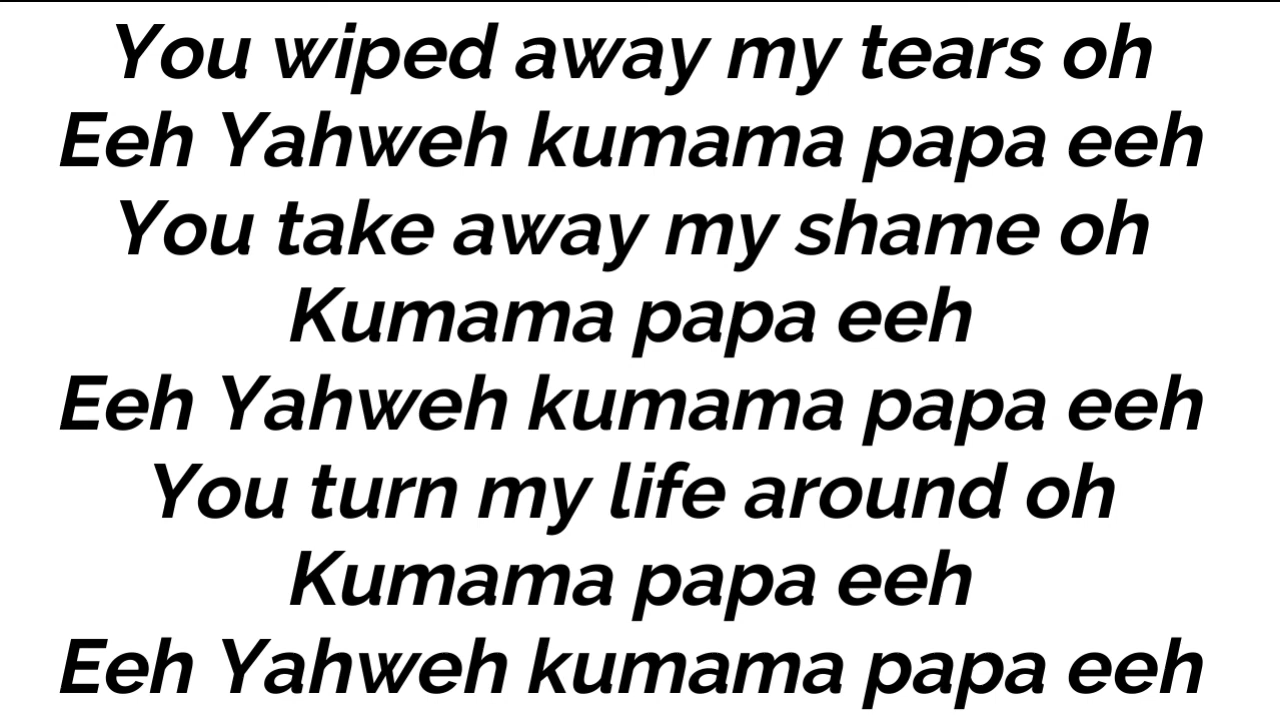 You wiped away my tears oh
Eeh Yahweh kumama papa eeh
You take away my shame oh
Kumama papa eeh
Eeh Yahweh kumama papa eeh
You turn my life around oh
Kumama papa eeh
Eeh Yahweh kumama papa eeh